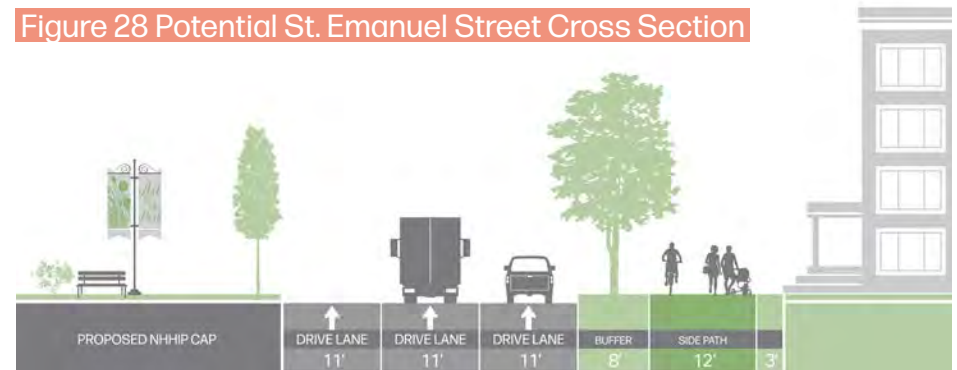 Figure 28 Potential St. Emanuel Street Cross Section
PROPOSED NHHIP CAP
DRIVE LANE
11'
DRIVE LANE
11'
DRIVE LANE
11'
BUFFER
8'
SIDE PATH
12'
3'